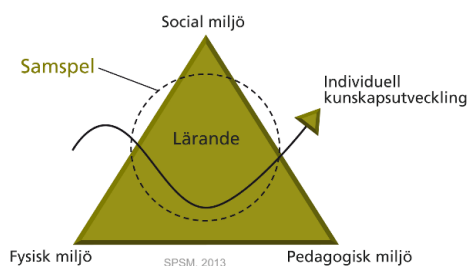 Social miljö
Samspel
Individuell
kunskapsutveckling
Lärande
Fysisk miljö
Pedagogisk miljö
SPSM, 2013